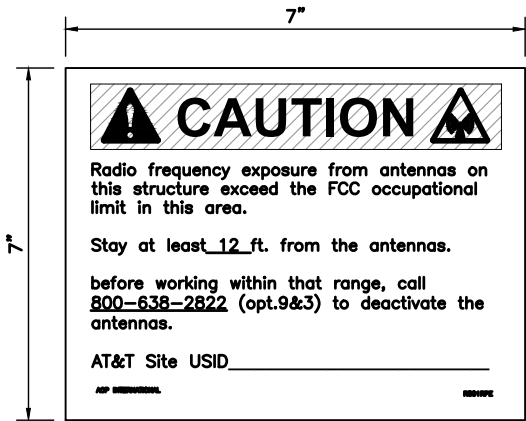 7"
7"
CAUTION
Radio frequency exposure from antennas on
this structure exceed the FCC occupational
limit in this area.
Stay at least 12 ft. from the antennas.
before working within that range, call
800-638-2822 (opt.9&3) to deactivate the
antennas.
AT&T Site USID
INTERNATIONAL